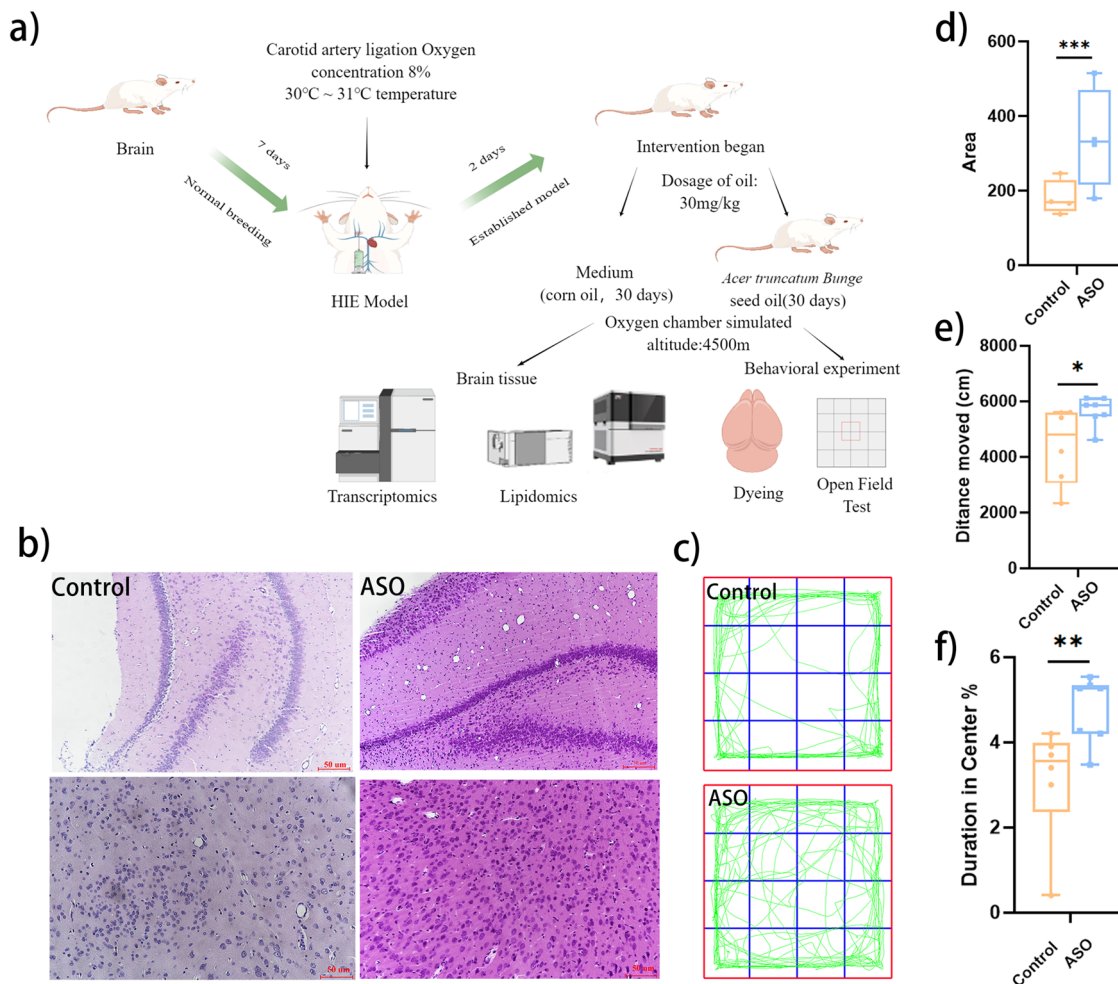 a)
Carotid artery ligation Oxygen
concentration 8%
30℃ ~ 31℃ temperature
Brain
7 days
Normal breeding
HIE Model
2 days
Established model
Intervention began
Dosage of oil:
30mg/kg
Medium
(corn oil, 30 days)
Acer truncatum Bunge
seed oil(30 days)
Oxygen chamber simulated
altitude:4500m
Brain tissue
Behavioral experiment
Transcriptomics
Lipidomics
Dyeing
Open Field
Test
b)
Control
50 um
ASO
50 um
50 um
c)
Control
ASO
d)
Area
600
400
200
0
***
Control
ASO
e)
Ditance moved (cm)
8000
6000
4000
2000
0
*
Control
ASO
f)
Duration in Center %
6
4
2
0
**
Control
ASO